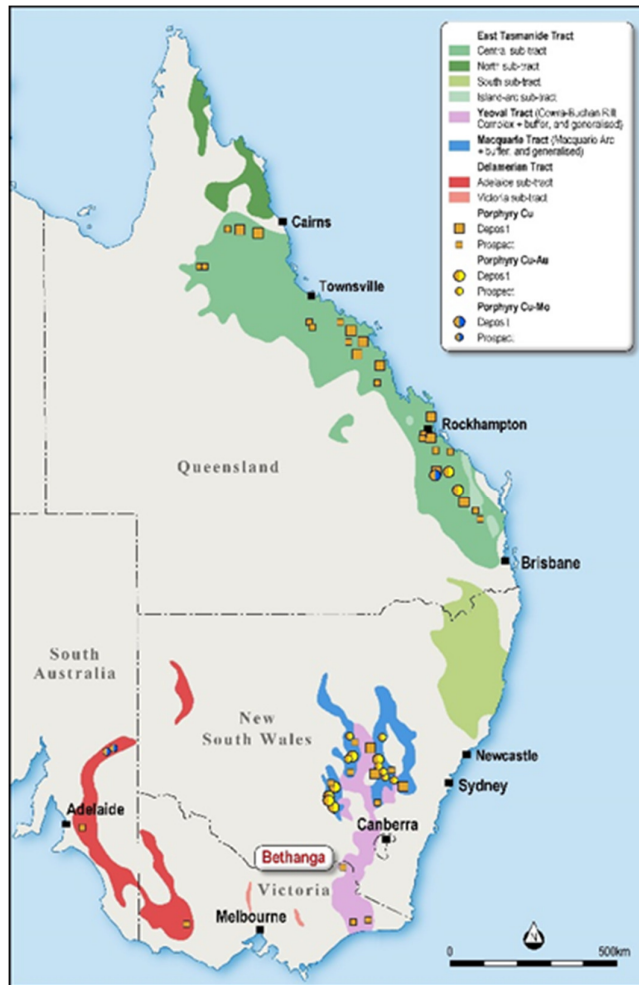 East Tasmanide Tract
Central sub-tract
North sub-tract
South sub-tract
Island-arc sub-tract
Yeoval Tract (Cowra-Buchan Rift
Complex + buffer, and generalised)
Macquarie Tract (Macquarie Arc
+ buffer, and generalised)
Delamerian Tract
Adelaide sub-tract
Victoria sub-tract
Porphyry Cu
Deposit
Prospect
Porphyry Cu-Au
Deposit
Prospect
Porphyry Cu-Mo
Deposit
Prospect
Cairns
Townsville
Rockhampton
Queensland
Brisbane
South
Australia
New
South Wales
Newcastle
Sydney
Adelaide
Canberra
Bethanga
Victoria
Melbourne
N
0
500km